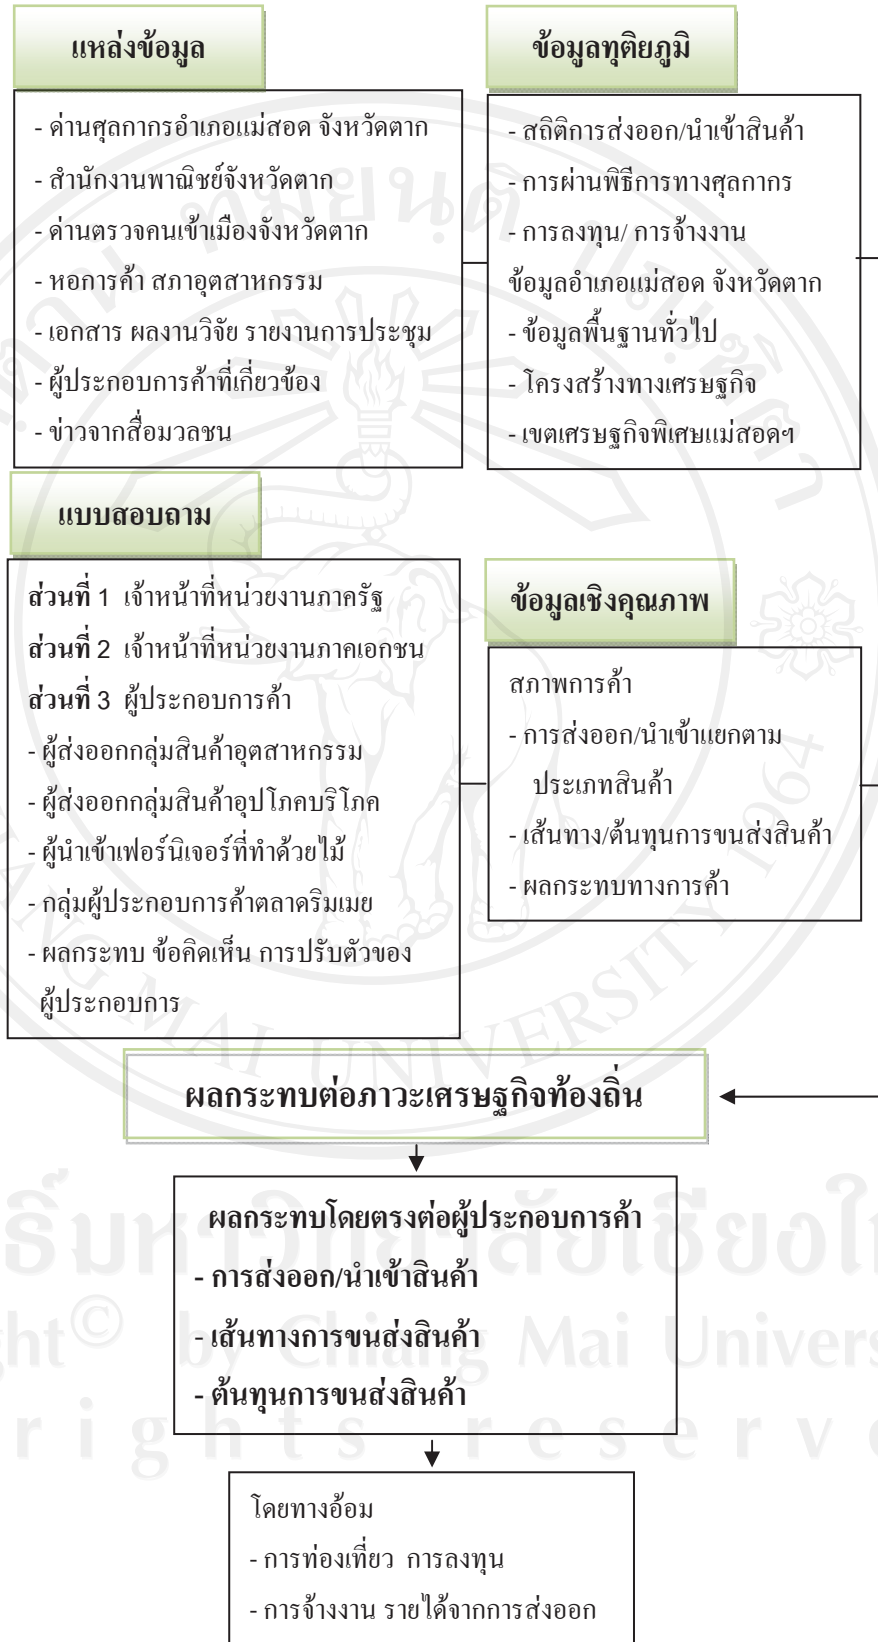 แหล่งข้อมูล
- ด่านศุลกากรอำเภอแม่สอด จังหวัดตาก
- สำนักงานพาณิชย์จังหวัดตาก
- ด่านตรวจคนเข้าเมืองจังหวัดตาก
- หอการค้า สภาอุตสาหกรรม
- เอกสาร ผลงานวิจัย รายงานการประชุม
- ผู้ประกอบการค้าที่เกี่ยวข้อง
- ข่าวจากสื่อมวลชน
ข้อมูลทุติยภูมิ
- สถิติการส่งออก/นำเข้าสินค้า
- การผ่านพิธีการทางศุลกากร
- การลงทุน/ การจ้างงาน
ข้อมูลอำเภอแม่สอด จังหวัดตาก
- ข้อมูลพื้นฐานทั่วไป
- โครงสร้างทางเศรษฐกิจ
- เขตเศรษฐกิจพิเศษแม่สอดฯ
แบบสอบถาม
ส่วนที่ 1 เจ้าหน้าที่หน่วยงานภาครัฐ
ส่วนที่ 2 เจ้าหน้าที่หน่วยงานภาคเอกชน
ส่วนที่ 3 ผู้ประกอบการค้า
- ผู้ส่งออกกลุ่มสินค้าอุตสาหกรรม
- ผู้ส่งออกกลุ่มสินค้าอุปโภคบริโภค
- ผู้นำเข้าเฟอร์นิเจอร์ที่ทำด้วยไม้
- กลุ่มผู้ประกอบการค้าตลาดริมเมย
- ผลกระทบ ข้อคิดเห็น การปรับตัวของ
ผู้ประกอบการ
ข้อมูลเชิงคุณภาพ
สภาพการค้า
- การส่งออก/นำเข้าแยกตาม
ประเภทสินค้า
- เส้นทาง/ต้นทุนการขนส่งสินค้า
- ผลกระทบทางการค้า
ผลกระทบต่อภาวะเศรษฐกิจท้องถิ่น
ผลกระทบโดยตรงต่อผู้ประกอบการค้า
- การส่งออก/นำเข้าสินค้า
- เส้นทางการขนส่งสินค้า
- ต้นทุนการขนส่งสินค้า
โดยทางอ้อม
- การท่องเที่ยว การลงทุน
- การจ้างงาน รายได้จากการส่งออก
© by Chiang Mai
rights